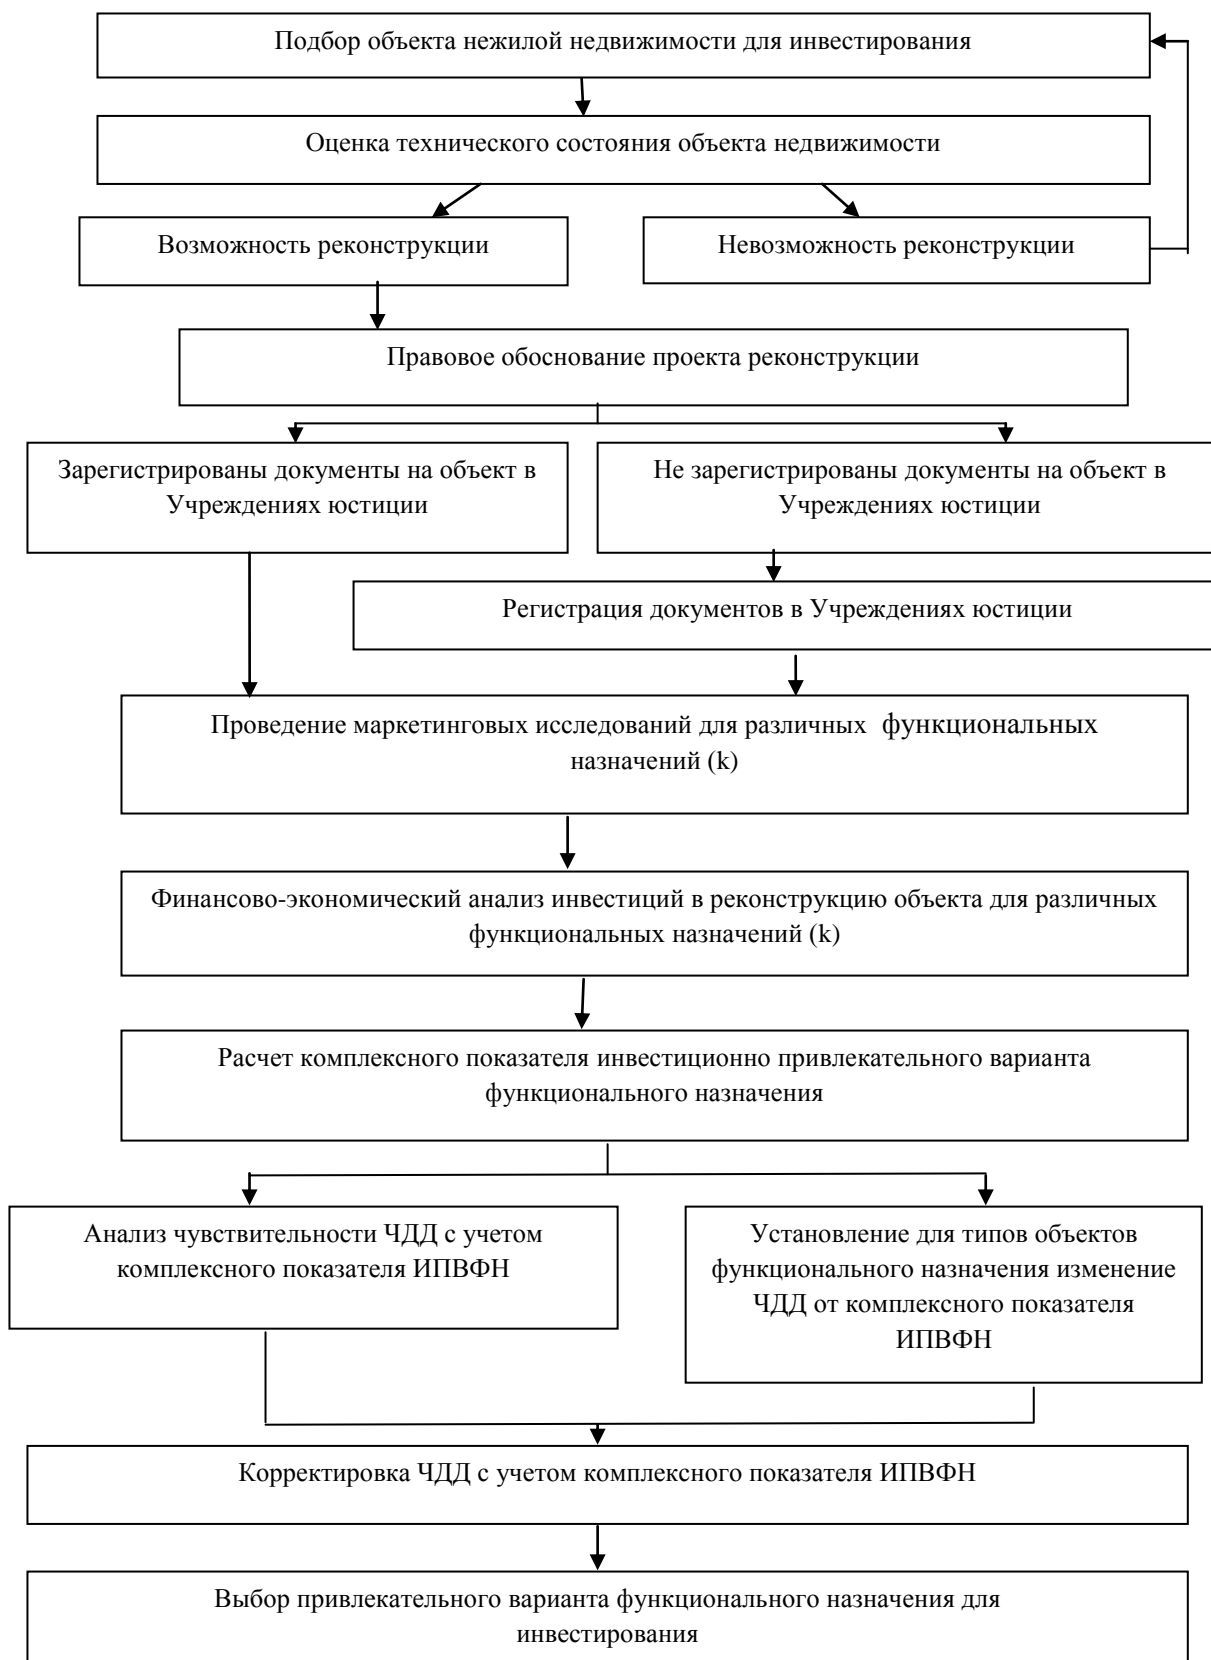 Подбор объекта нежилой недвижимости для инвестирования
Оценка технического состояния объекта недвижимости
Возможность реконструкции
Невозможность реконструкции
Правовое обоснование проекта реконструкции
Зарегистрированы документы на объект в
Учреждениях юстиции
Не зарегистрированы документы на объект в
Учреждениях юстиции
Регистрация документов в Учреждениях юстиции
Проведение маркетинговых исследований для различных функциональных
назначений (k)
Финансово-экономический анализ инвестиций в реконструкцию объекта для различных
функциональных назначений (k)
Расчет комплексного показателя инвестиционно привлекательного варианта
функционального назначения
Анализ чувствительности ЧДД с учетом
комплексного показателя ИПВФН
Установление для типов объектов
функционального назначения изменение
ЧДД от комплексного показателя
ИПВФН
Корректировка ЧДД с учетом комплексного показателя ИПВФН
Выбор привлекательного варианта функционального назначения для
инвестирования